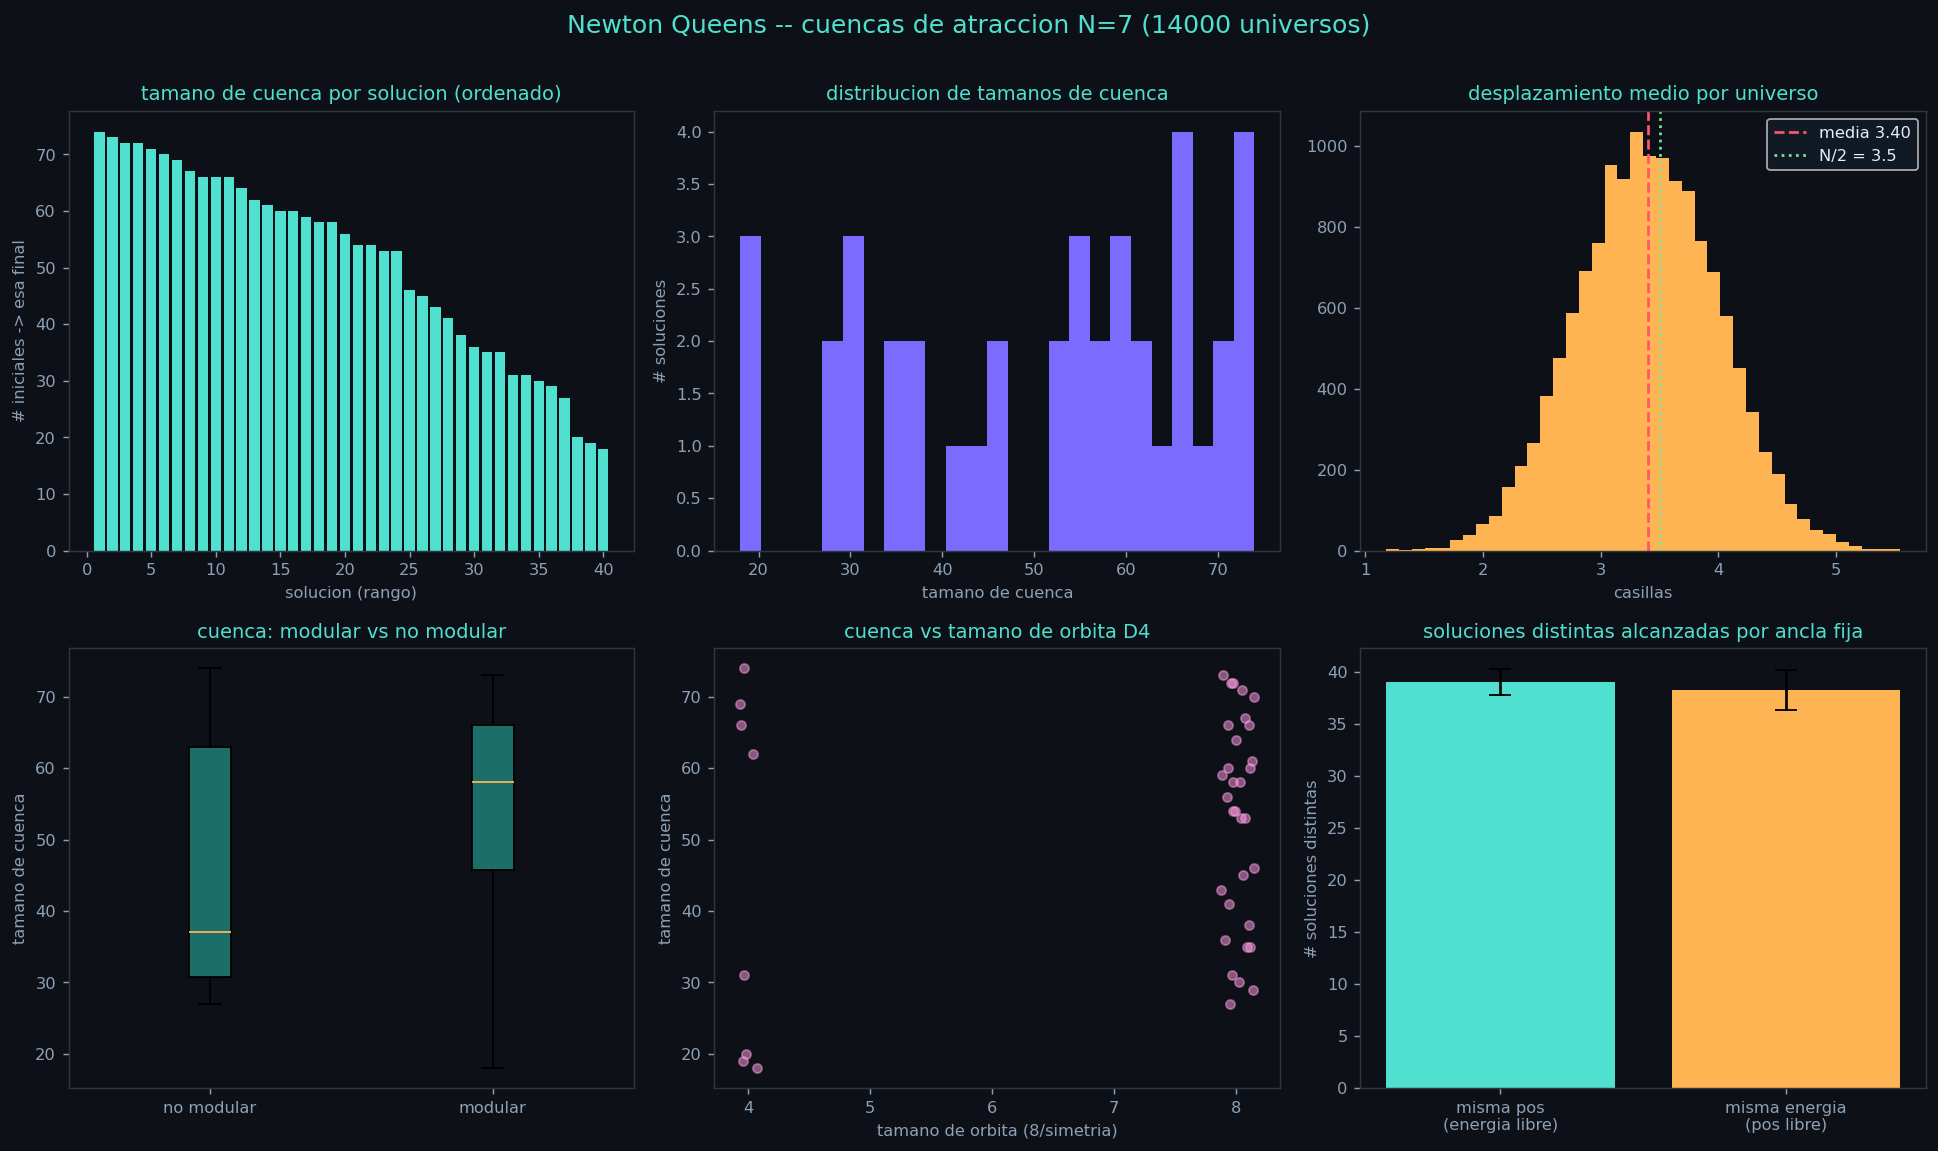 Newton Queens -- cuencas de atraccion N=7 (14000 universos)
tamano de cuenca por solucion (ordenado)
# iniciales -> esa final
70
60
50
40
30
20
10
0
0 5 10 15 20 25 30 35 40
solucion (rango)
distribucion de tamanos de cuenca
# soluciones
4.0
3.5
3.0
2.5
2.0
1.5
1.0
0.5
0.0
20 30 40 50 60 70
tamano de cuenca
desplazamiento medio por universo
media 3.40
N/2 = 3.5
1000
800
600
400
200
0
1 2 3 4 5
casillas
cuenca: modular vs no modular
tamano de cuenca
70
60
50
40
30
20
no modular modular
cuenca vs tamano de orbita D4
tamano de cuenca
70
60
50
40
30
20
4 5 6 7 8
tamano de orbita (8/simetria)
soluciones distintas alcanzadas por ancla fija
# soluciones distintas
40
35
30
25
20
15
10
5
0
misma pos misma energia
(energia libre) (pos libre)